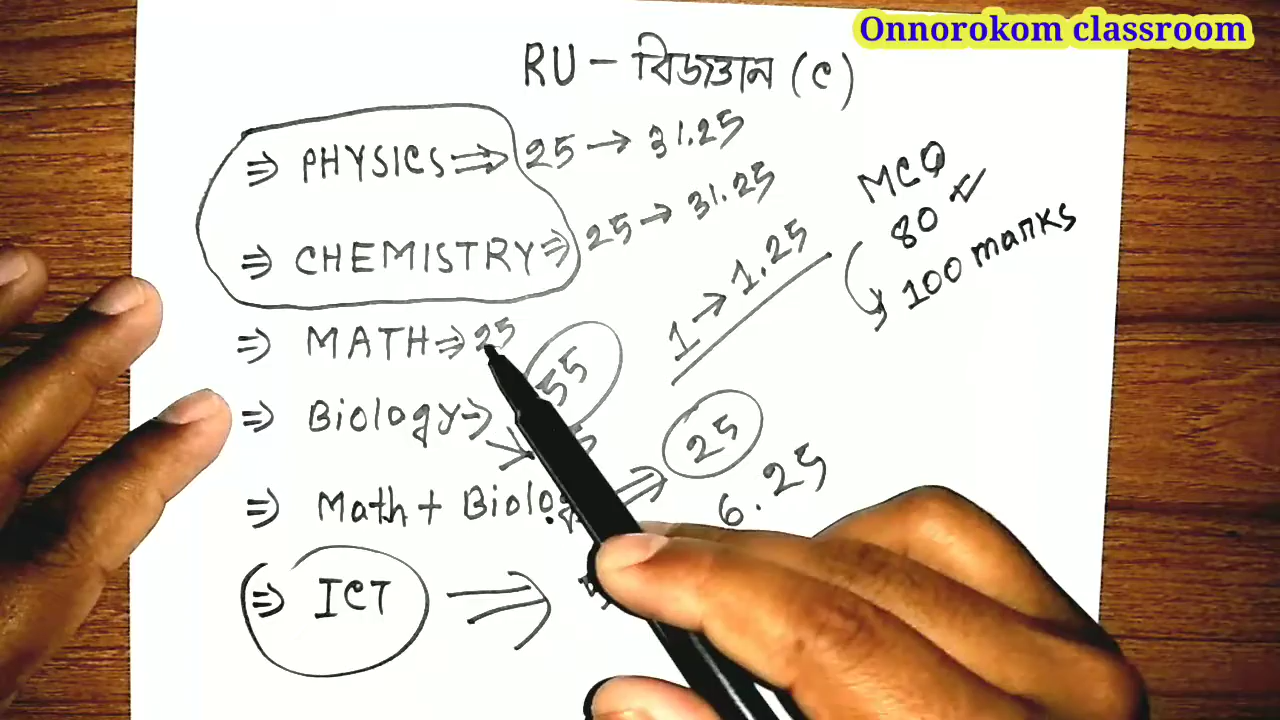 Onnorokom classroom
RU - বিজ্ঞান (C)
⇒ PHYSICS ⇒ 25 → 31.25
⇒ CHEMISTRY ⇒ 25 → 31.25
⇒ MATH ⇒ 25
55
⇒ Biology →
⇒ Math + Biology ⇒ 25
6.25
⇒ ICT ⇒
1 → 1.25
MCQ
80
100 marks